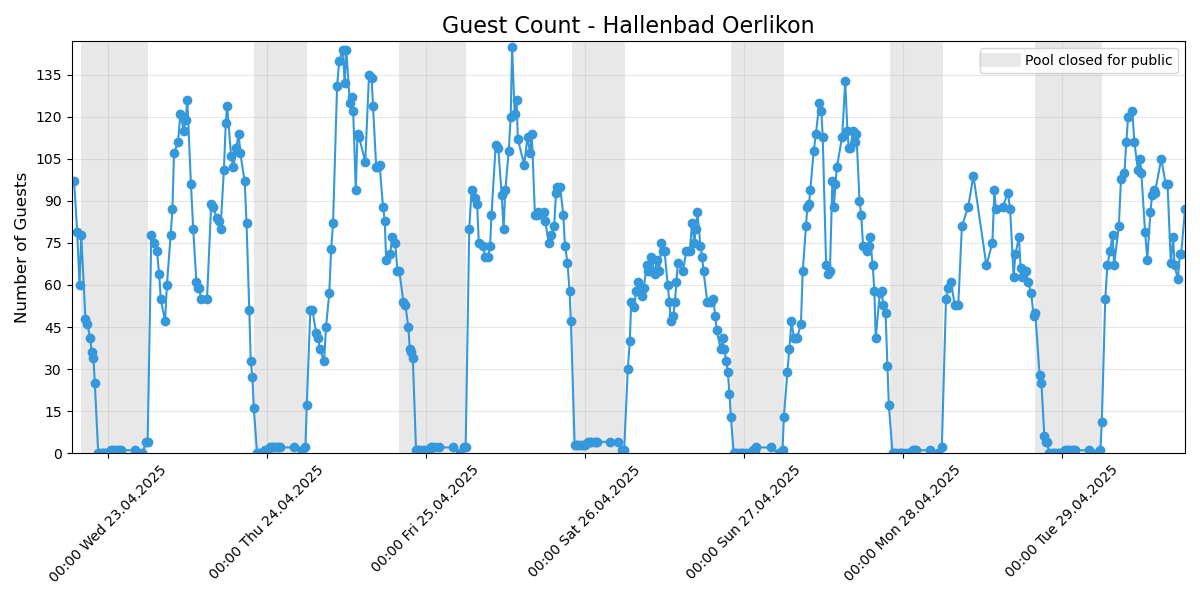 Guest Count - Hallenbad Oerlikon
Pool closed for public
Number of Guests
135
120
105
90
75
60
45
30
15
0
00:00 Wed 23.04.2025
00:00 Thu 24.04.2025
00:00 Fri 25.04.2025
00:00 Sat 26.04.2025
00:00 Sun 27.04.2025
00:00 Mon 28.04.2025
00:00 Tue 29.04.2025